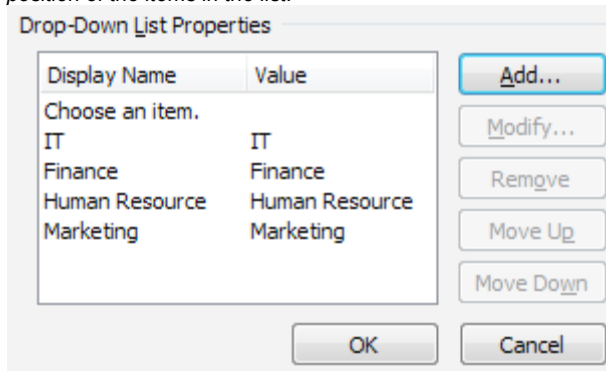 position of the items in the list.
Drop-Down List Properties
Display Name Value
Add...
Choose an item.
IT IT
Modify...
Finance Finance
Remove
Human Resource Human Resource
Marketing Marketing
Move Up
Move Down
OK Cancel